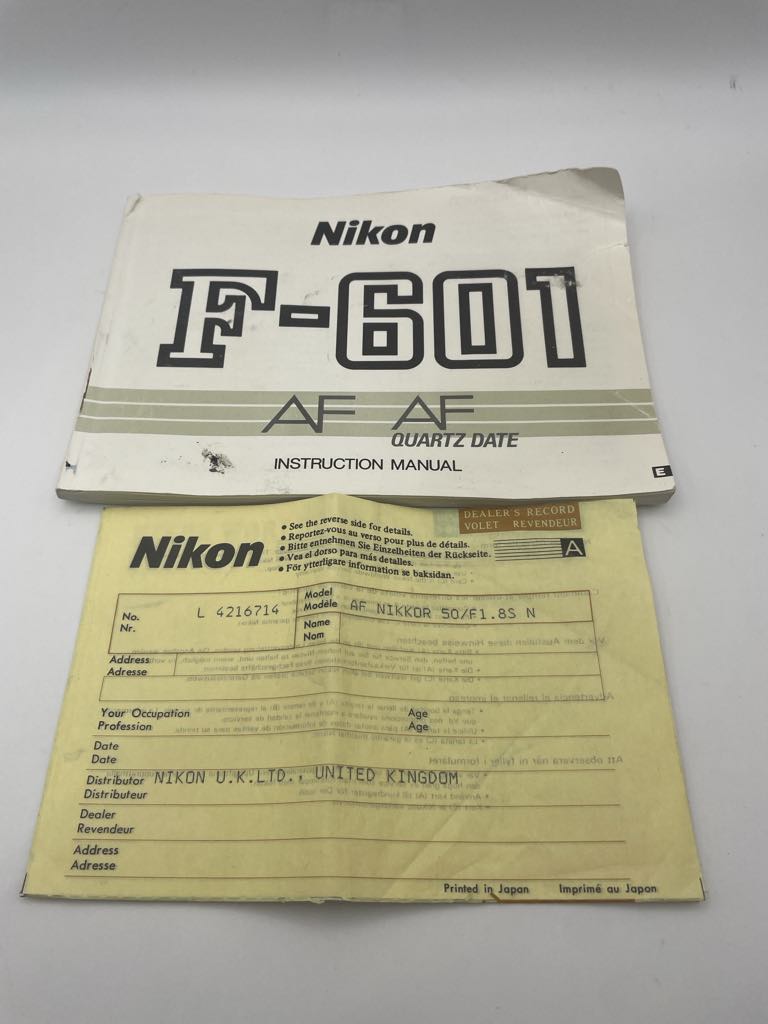 Nikon
F-601
AF AF
QUARTZ DATE
INSTRUCTION MANUAL
E
DEALER'S RECORD
VOLET REVENDEUR
Nikon
• See the reverse side for details.
• Reportez-vous au verso pour plus de détails.
• Bitte entnehmen Sie Einzelheiten der Rückseite.
• Vea el dorso para más detalles.
• För ytterligare information se baksidan.
A
No.
Nr.
L 4216714
Model
Modèle
AF NIKKOR 50/F1.8S N
Name
Nom
Address
Adresse
Your Occupation
Profession
Age
Age
Date
Date
Distributor
Distributeur
NIKON U.K.LTD., UNITED KINGDOM
Dealer
Revendeur
Address
Adresse
Printed in Japan Imprimé au Japon